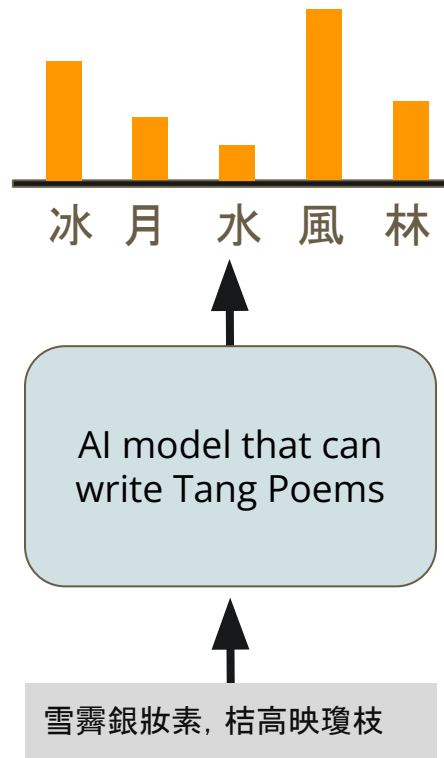 冰 月 水 風 林
AI model that can
write Tang Poems
雪霽銀妝素, 桔高映瓊枝